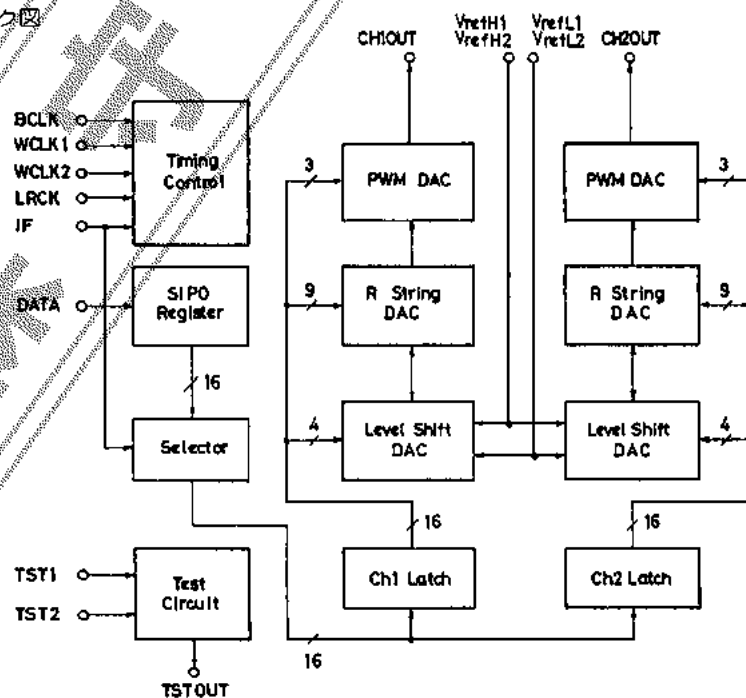 ク図
VrefH1 VrefL1
CH1OUT VrefH2 VrefL2 CH2OUT
BCLK
WCLK1
WCLK2
LRCK
IF
Timing
Control
3
PWM DAC
PWM DAC
3
DATA
SIPO
Register
9
R String
DAC
R String
DAC
9
16
Selector
4
Level Shift
DAC
Level Shift
DAC
4
16
16
TST1
TST2
Test
Circuit
Ch1 Latch
Ch2 Latch
16
TSTOUT